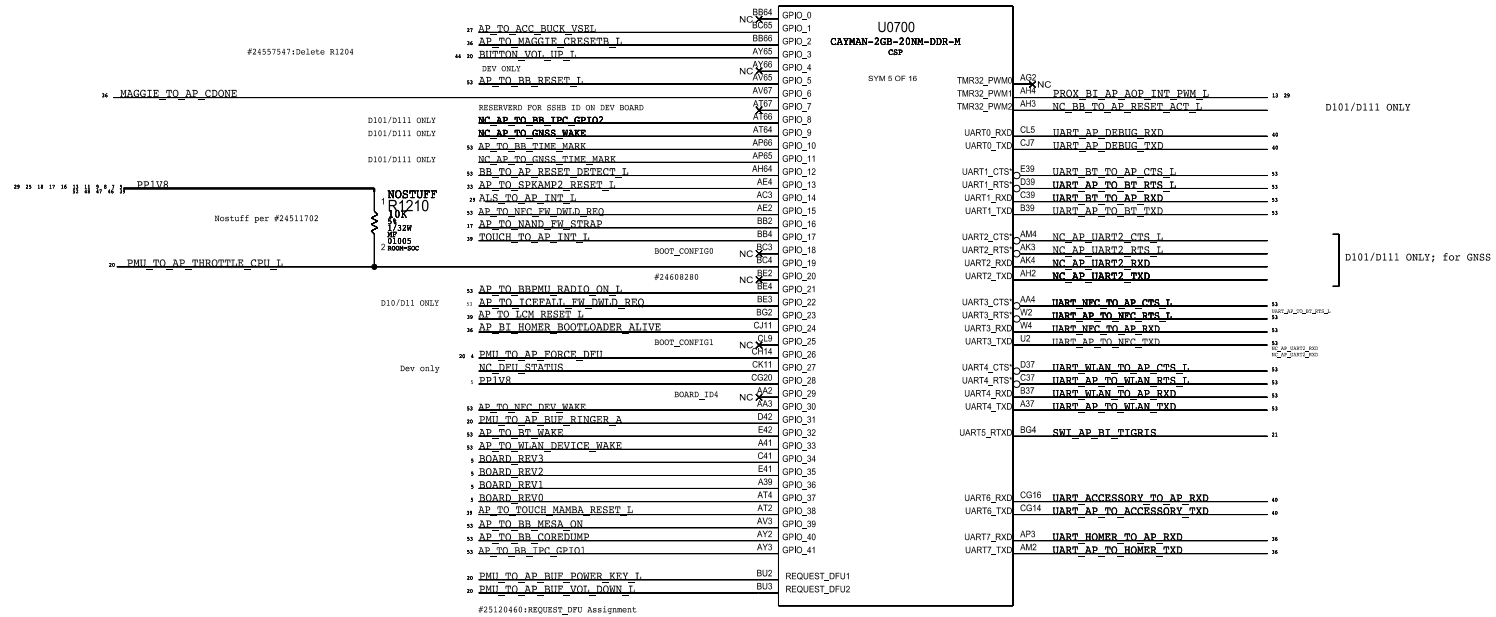 U0700
CAYMAN-2GB-20NM-DDR-M
CSP
SYM 5 OF 16
#24557547:Delete R1204
NC BB64 GPIO_0
27 AP_TO_ACC_BUCK_VSEL BC65 GPIO_1
36 AP_TO_MAGGIE_CRESETB_L BB66 GPIO_2
44 20 BUTTON_VOL_UP_L AY65 GPIO_3
DEV ONLY NC AY66 GPIO_4
53 AP_TO_BB_RESET_L AV65 GPIO_5
36 MAGGIE_TO_AP_CDONE AV67 GPIO_6
RESERVERD FOR SSHB ID ON DEV BOARD AT67 GPIO_7
D101/D111 ONLY NC_AP_TO_BB_IPC_GPIO2 AT66 GPIO_8
D101/D111 ONLY NC_AP_TO_GNSS_WAKE AT64 GPIO_9
53 AP_TO_BB_TIME_MARK AP66 GPIO_10
D101/D111 ONLY NC_AP_TO_GNSS_TIME_MARK AP65 GPIO_11
53 BB_TO_AP_RESET_DETECT_L AH64 GPIO_12
33 AP_TO_SPKAMP2_RESET_L AE4 GPIO_13
29 ALS_TO_AP_INT_L AC3 GPIO_14
53 AP_TO_NFC_FW_DWLD_REQ AE2 GPIO_15
17 AP_TO_NAND_FW_STRAP BB2 GPIO_16
39 TOUCH_TO_AP_INT_L BB4 GPIO_17
BOOT_CONFIG0 NC BC3 GPIO_18
20 PMU_TO_AP_THROTTLE_CPU_L BC4 GPIO_19
#24608280 NC BE2 GPIO_20
53 AP_TO_BBPMU_RADIO_ON_L BE4 GPIO_21
D10/D11 ONLY 53 AP_TO_ICEFALL_FW_DWLD_REQ BE3 GPIO_22
39 AP_TO_LCM_RESET_L BG2 GPIO_23
36 AP_BI_HOMER_BOOTLOADER_ALIVE CJ11 GPIO_24
BOOT_CONFIG1 NC CL9 GPIO_25
20 4 PMU_TO_AP_FORCE_DFU CH14 GPIO_26
Dev only NC_DFU_STATUS CK11 GPIO_27
PP1V8 CG20 GPIO_28
BOARD_ID4 NC AA2 GPIO_29
53 AP_TO_NFC_DEV_WAKE AA3 GPIO_30
20 PMU_TO_AP_BUF_RINGER_A D42 GPIO_31
53 AP_TO_BT_WAKE E42 GPIO_32
53 AP_TO_WLAN_DEVICE_WAKE A41 GPIO_33
5 BOARD_REV3 C41 GPIO_34
5 BOARD_REV2 E41 GPIO_35
5 BOARD_REV1 A39 GPIO_36
5 BOARD_REV0 AT4 GPIO_37
39 AP_TO_TOUCH_MAMBA_RESET_L AT2 GPIO_38
53 AP_TO_BB_MESA_ON AV3 GPIO_39
53 AP_TO_BB_COREDUMP AY2 GPIO_40
53 AP_TO_BB_IPC_GPIO1 AY3 GPIO_41
20 PMU_TO_AP_BUF_POWER_KEY_L BU2 REQUEST_DFU1
20 PMU_TO_AP_BUF_VOL_DOWN_L BU3 REQUEST_DFU2
#25120460:REQUEST_DFU Assignment
PP1V8
Nostuff per #24511702
1 NOSTUFF
R1210
10K
5%
1/32W
MF
01005
2 ROOM=SOC
TMR32_PWM0 AG2 NC
TMR32_PWM1 AH4 PROX_BI_AP_AOP_INT_PWM_L 13 29
TMR32_PWM2 AH3 NC_BB_TO_AP_RESET_ACT_L D101/D111 ONLY
UART0_RXD CL5 UART_AP_DEBUG_RXD 40
UART0_TXD CJ7 UART_AP_DEBUG_TXD 40
UART1_CTS* E39 UART_BT_TO_AP_CTS_L 53
UART1_RTS* D39 UART_AP_TO_BT_RTS_L 53
UART1_RXD C39 UART_BT_TO_AP_RXD 53
UART1_TXD B39 UART_AP_TO_BT_TXD 53
UART2_CTS* AM4 NC_AP_UART2_CTS_L
UART2_RTS* AK3 NC_AP_UART2_RTS_L
UART2_RXD AK4 NC_AP_UART2_RXD
UART2_TXD AH2 NC_AP_UART2_TXD
D101/D111 ONLY; for GNSS
UART3_CTS* AA4 UART_NFC_TO_AP_CTS_L 53
UART_AP_TO_BT_RTS_L
UART3_RTS* W2 UART_AP_TO_NFC_RTS_L 53
UART3_RXD W4 UART_NFC_TO_AP_RXD 53
UART3_TXD U2 UART_AP_TO_NFC_TXD 53
NC_AP_UART2_RXD
NC_AP_UART2_RXD
UART4_CTS* D37 UART_WLAN_TO_AP_CTS_L 53
UART4_RTS* C37 UART_AP_TO_WLAN_RTS_L 53
UART4_RXD B37 UART_WLAN_TO_AP_RXD 53
UART4_TXD A37 UART_AP_TO_WLAN_TXD 53
UART5_RTXD BG4 SWI_AP_BI_TIGRIS 21
UART6_RXD CG16 UART_ACCESSORY_TO_AP_RXD 40
UART6_TXD CG14 UART_AP_TO_ACCESSORY_TXD 40
UART7_RXD AP3 UART_HOMER_TO_AP_RXD 36
UART7_TXD AM2 UART_AP_TO_HOMER_TXD 36